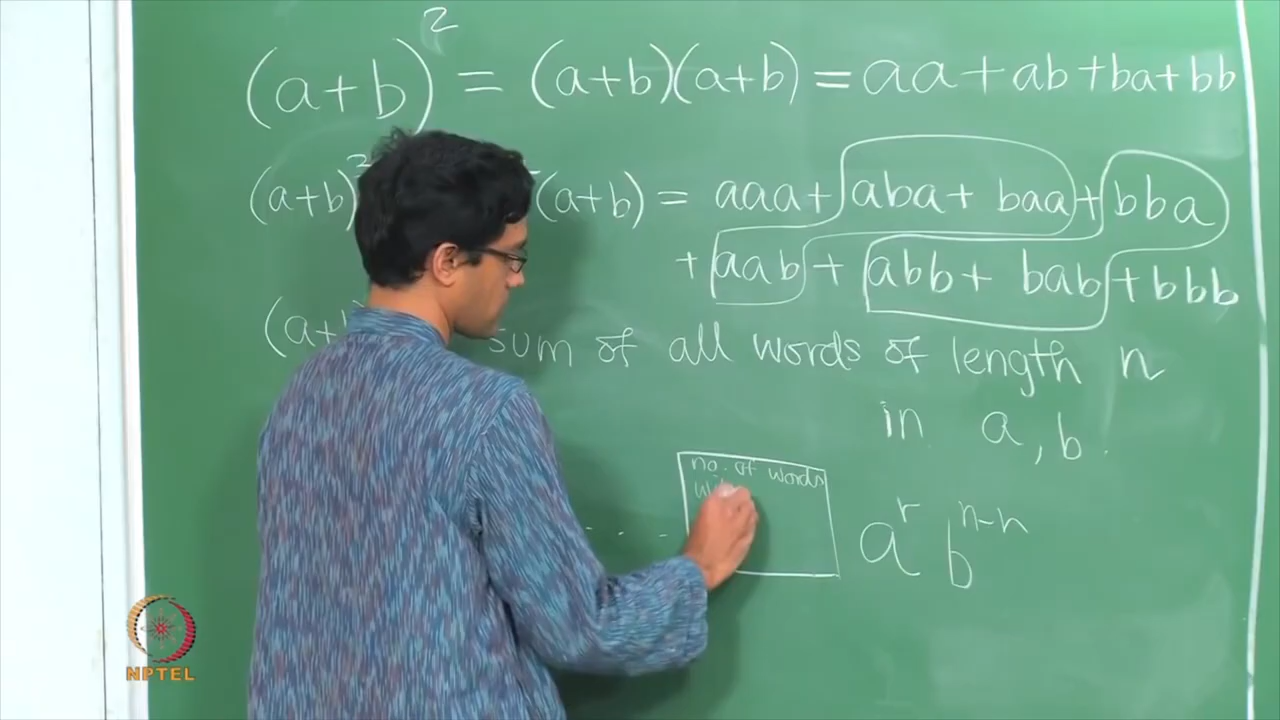 (a+b)² = (a+b)(a+b) = aa + ab + ba + bb
(a+b)² (a+b) = aaa + aba + baa + bba
+ aab + abb + bab + bbb
(a+ sum of all words of length n
in a, b.
no. of words
a^r b^{n-n}
NPTEL